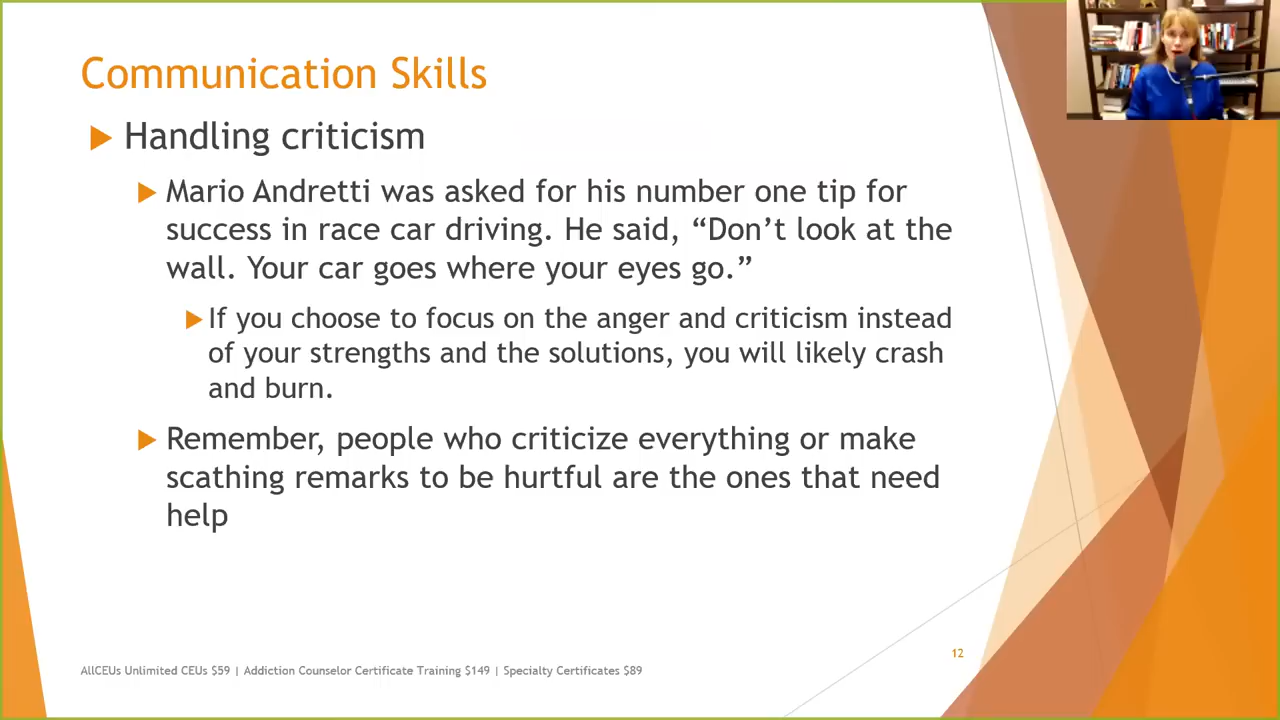 Communication Skills
Handling criticism
Mario Andretti was asked for his number one tip for
success in race car driving. He said, “Don’t look at the
wall. Your car goes where your eyes go.”
If you choose to focus on the anger and criticism instead
of your strengths and the solutions, you will likely crash
and burn.
Remember, people who criticize everything or make
scathing remarks to be hurtful are the ones that need
help
12
AllCEUs Unlimited CEUs $59 | Addiction Counselor Certificate Training $149 | Specialty Certificates $89